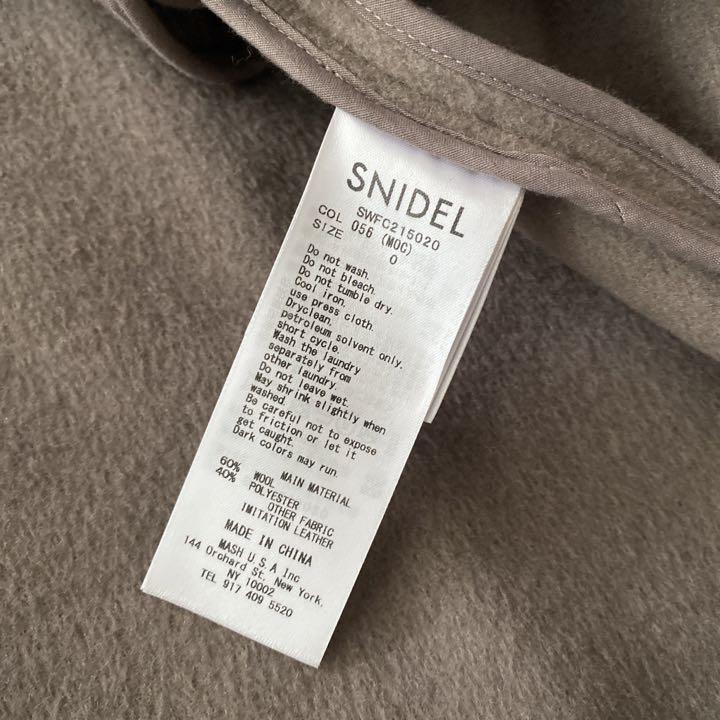 SNIDEL
SWFC215020
COL 056 (MOC)
SIZE 0
Do not wash.
Do not bleach.
Do not tumble dry.
Cool iron.
use press cloth.
Dryclean.
petroleum solvent only.
short cycle.
Wash the laundry
separately from
other laundry.
Do not leave wet.
May shrink slightly when
washed.
Be careful not to expose
to friction or let it
get caught.
Dark colors may run.
MAIN MATERIAL
60% WOOL
40% POLYESTER
OTHER FABRIC
IMITATION LEATHER
MADE IN CHINA
MASH U.S.A Inc
144 Orchard St, New York,
NY 10002
TEL 917 409 5520